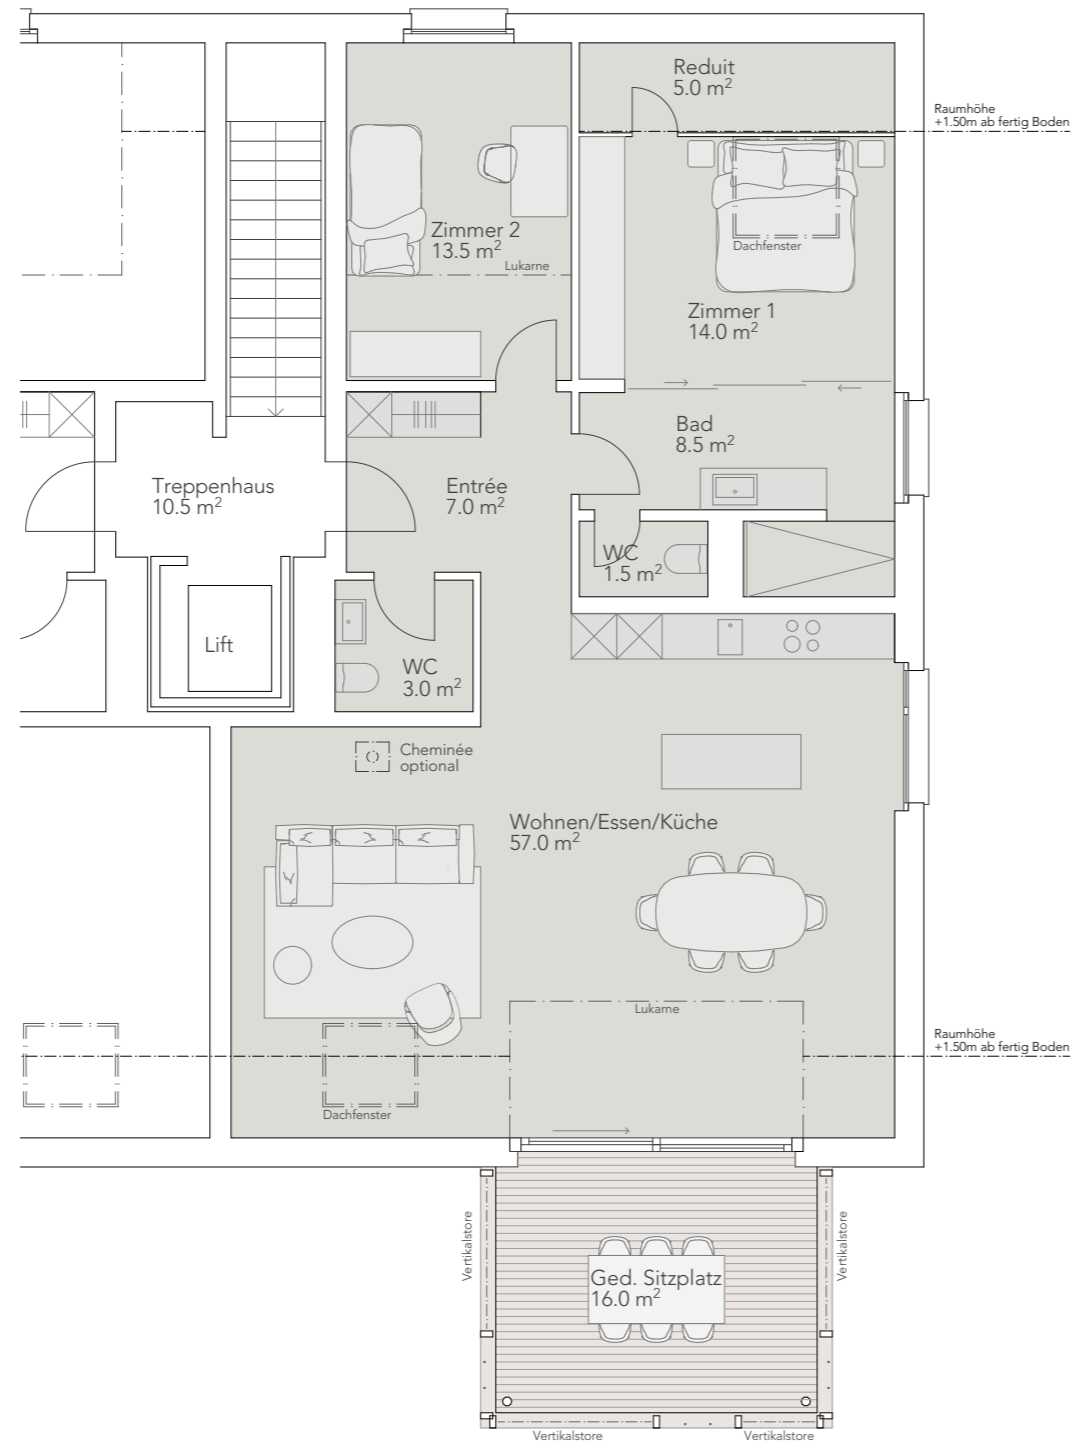 Reduit
5.0 m²
Raumhöhe
+1.50m ab fertig Boden
Zimmer 2
13.5 m²
Lukarne
Dachfenster
Zimmer 1
14.0 m²
Bad
8.5 m²
Treppenhaus
10.5 m²
Entrée
7.0 m²
WC
1.5 m²
Lift
WC
3.0 m²
Cheminée
optional
Wohnen/Essen/Küche
57.0 m²
Lukarne
Raumhöhe
+1.50m ab fertig Boden
Dachfenster
Vertikalstore
Vertikalstore
Ged. Sitzplatz
16.0 m²
Vertikalstore
Vertikalstore